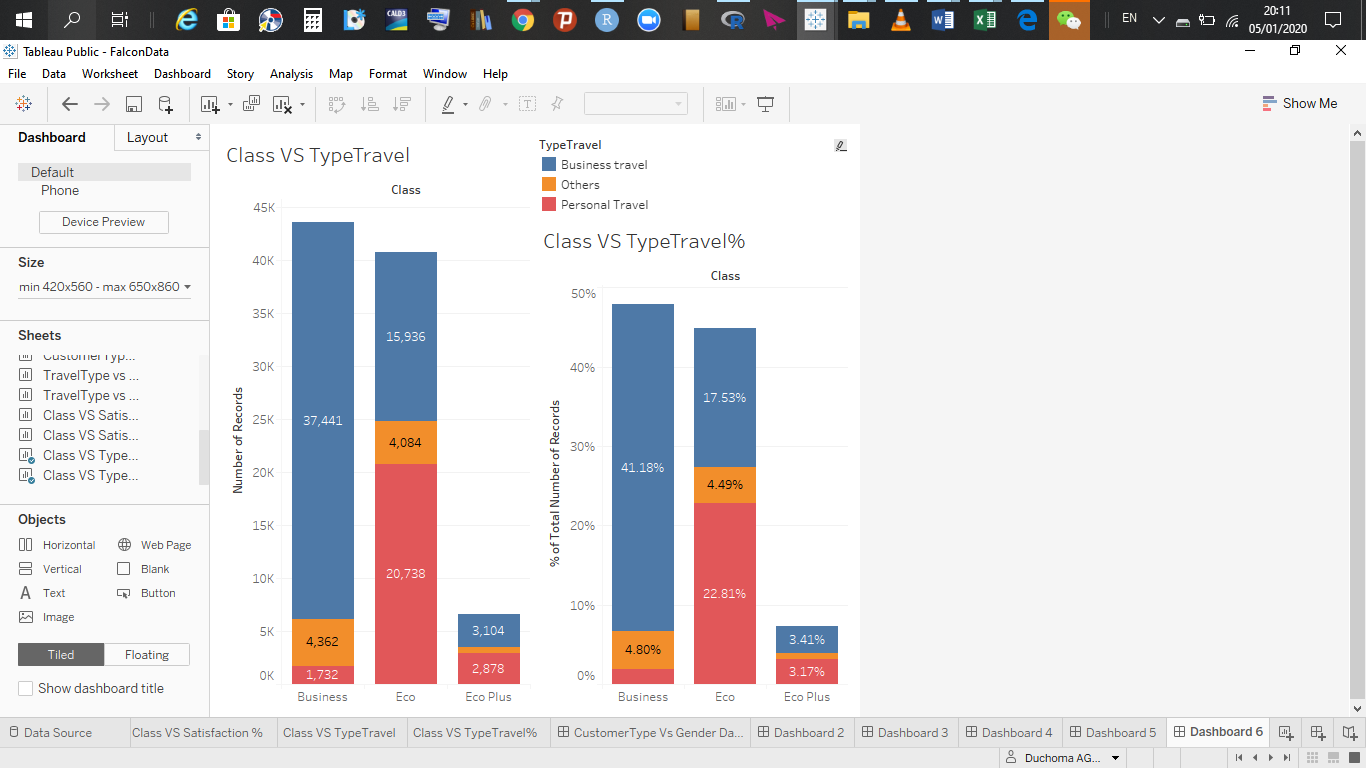 CALD3
EN
20:11
05/01/2020
Tableau Public - FalconData
File Data Worksheet Dashboard Story Analysis Map Format Window Help
Show Me
Dashboard Layout
Default
Phone
Device Preview
Size
min 420x560 - max 650x860
Sheets
CustomerTyp...
TravelType vs ...
TravelType vs ...
Class VS Satis...
Class VS Satis...
Class VS Type...
Class VS Type...
Objects
Horizontal Web Page
Vertical Blank
Text Button
Image
Tiled Floating
Show dashboard title
Class VS TypeTravel
Class
Number of Records
45K
40K
35K
30K
25K
20K
15K
10K
5K
0K
37,441
4,362
1,732
15,936
4,084
20,738
3,104
2,878
Business Eco Eco Plus
TypeTravel
Business travel
Others
Personal Travel
Class VS TypeTravel%
Class
% of Total Number of Records
50%
40%
30%
20%
10%
0%
41.18%
4.80%
17.53%
4.49%
22.81%
3.41%
3.17%
Business Eco Eco Plus
Data Source Class VS Satisfaction % Class VS TypeTravel Class VS TypeTravel% CustomerType Vs Gender Da... Dashboard 2 Dashboard 3 Dashboard 4 Dashboard 5 Dashboard 6
Duchoma AG...